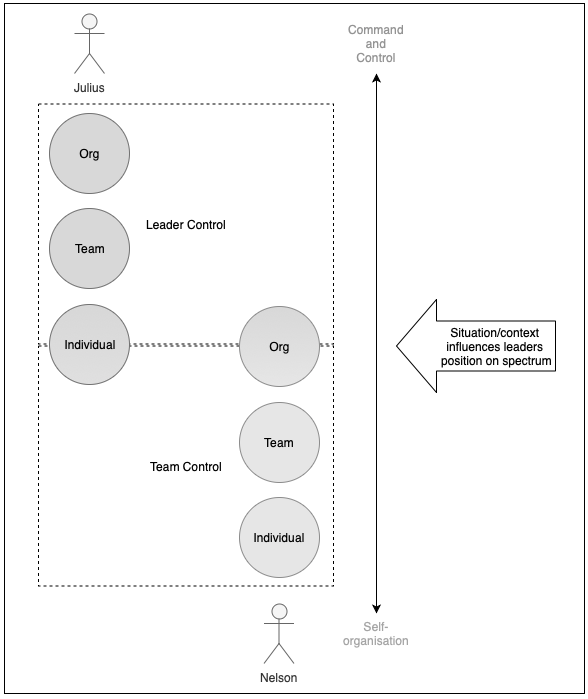 Julius
Command
and
Control
Org
Leader Control
Team
Individual
Org
Situation/context
influences leaders
position on spectrum
Team
Team Control
Individual
Self-
organisation
Nelson